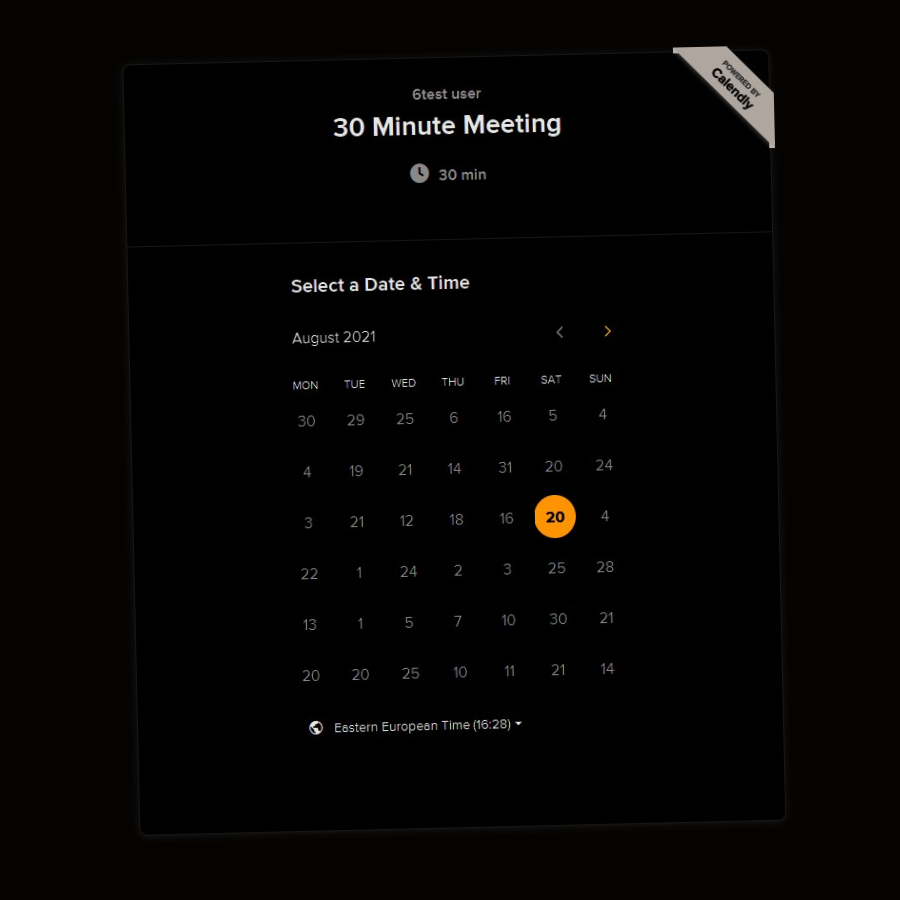 POWERED BY
Calendly
6test user
30 Minute Meeting
30 min
Select a Date & Time
August 2021
MON TUE WED THU FRI SAT SUN
30 29 25 6 16 5 4
4 19 21 14 31 20 24
3 21 12 18 16 20 4
22 1 24 2 3 25 28
13 1 5 7 10 30 21
20 20 25 10 11 21 14
Eastern European Time (16:28)